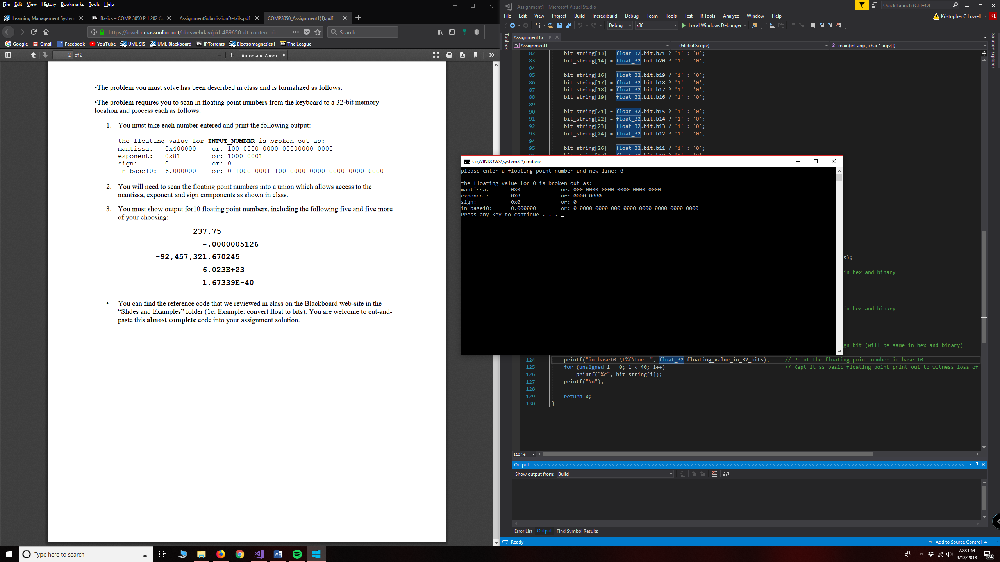 File Edit View History Bookmarks Tools Help
Learning Management System
Basics – COMP 3050 P 1 202 Co
AssignmentSubmissionDetails.pdf
COMP3050_Assignment1(1).pdf
https://lowell.umassonline.net/bbcswebdav/pid-489650-dt-content-rid
Search
Google Gmail Facebook YouTube UML SiS UML Blackboard IPTorrents Electromagnetics I The League
2 of 2
Automatic Zoom
•The problem you must solve has been described in class and is formalized as follows:
•The problem requires you to scan in floating point numbers from the keyboard to a 32-bit memory
location and process each as follows:
1. You must take each number entered and print the following output:
the floating value for INPUT_NUMBER is broken out as:
mantissa: 0x400000 or: 100 0000 0000 00000000 0000
exponent: 0x81 or: 1000 0001
sign: 0 or: 0
in base10: 6.000000 or: 0 1000 0001 100 0000 0000 0000 0000 0000
2. You will need to scan the floating point numbers into a union which allows access to the
mantissa, exponent and sign components as shown in class.
3. You must show output for10 floating point numbers, including the following five and five more
of your choosing:
237.75
-.0000005126
-92,457,321.670245
6.023E+23
1.67339E-40
• You can find the reference code that we reviewed in class on the Blackboard web-site in the
“Slides and Examples” folder (1c: Example: convert float to bits). You are welcome to cut-and-
paste this almost complete code into your assignment solution.
Assignment1 - Microsoft Visual Studio
Quick Launch (Ctrl+Q)
File Edit View Project Build Incredibuild Debug Team Tools Test R Tools Analyze Window Help
Kristopher C Lowell KL
Debug x86 Local Windows Debugger
Toolbox
Solution Explorer
Assignment1.c
Assignment1 (Global Scope) main(int argc, char * argv[])
82 bit_string[13] = float_32.bit.b21 ? '1' : '0';
83 bit_string[14] = float_32.bit.b20 ? '1' : '0';
84
85 bit_string[16] = float_32.bit.b19 ? '1' : '0';
86 bit_string[17] = float_32.bit.b18 ? '1' : '0';
87 bit_string[18] = float_32.bit.b17 ? '1' : '0';
88 bit_string[19] = float_32.bit.b16 ? '1' : '0';
89
90 bit_string[21] = float_32.bit.b15 ? '1' : '0';
91 bit_string[22] = float_32.bit.b14 ? '1' : '0';
92 bit_string[23] = float_32.bit.b13 ? '1' : '0';
93 bit_string[24] = float_32.bit.b12 ? '1' : '0';
94
95 bit_string[26] = float_32.bit.b11 ? '1' : '0';
C:\WINDOWS\system32\cmd.exe
please enter a floating point number and new-line: 0
the floating value for 0 is broken out as:
mantissa: 0X0 or: 000 0000 0000 0000 0000 0000
exponent: 0X0 or: 0000 0000
sign: 0x0 or: 0
in base10: 0.000000 or: 0 0000 0000 000 0000 0000 0000 0000 0000
Press any key to continue . . .
s);
in hex and binary
in hex and binary
gn bit (will be same in hex and binary)
124 printf("in base10:\t%f\tor: ", float_32.floating_value_in_32_bits); // Print the floating point number in base 10
125 for (unsigned i = 0; i < 40; i++) // Kept it as basic floating point print out to witness loss of
126 printf("%c", bit_string[i]);
127 printf("\n");
128
129 return 0;
130 }
110 %
Output
Show output from: Build
Error List Output Find Symbol Results
Ready
Add to Source Control
Type here to search
7:28 PM
9/13/2018
24